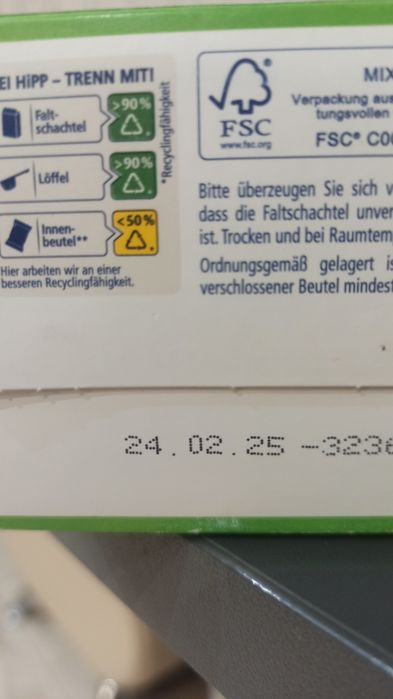 EI HiPP – TRENN MIT!
Falt-
schachtel
>90%
Löffel
>90%
Innen-
beutel**
<50%
*Recyclingfähigkeit
Hier arbeiten wir an einer
besseren Recyclingfähigkeit.
FSC
www.fsc.org
MIX
Verpackung aus
tungsvollen
FSC® C00
Bitte überzeugen Sie sich v
dass die Faltschachtel unver
ist. Trocken und bei Raumtem
Ordnungsgemäß gelagert is
verschlossener Beutel mindest
24.02.25 -3236